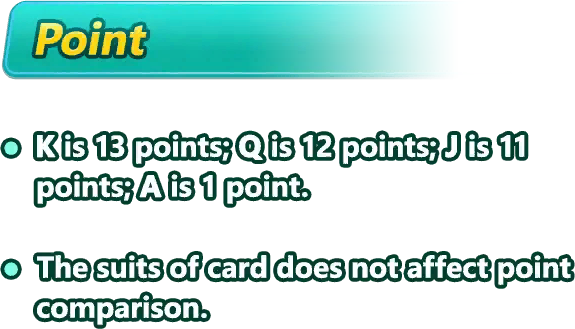 Point
K is 13 points; Q is 12 points; J is 11
points; A is 1 point.
The suits of card does not affect point
comparison.